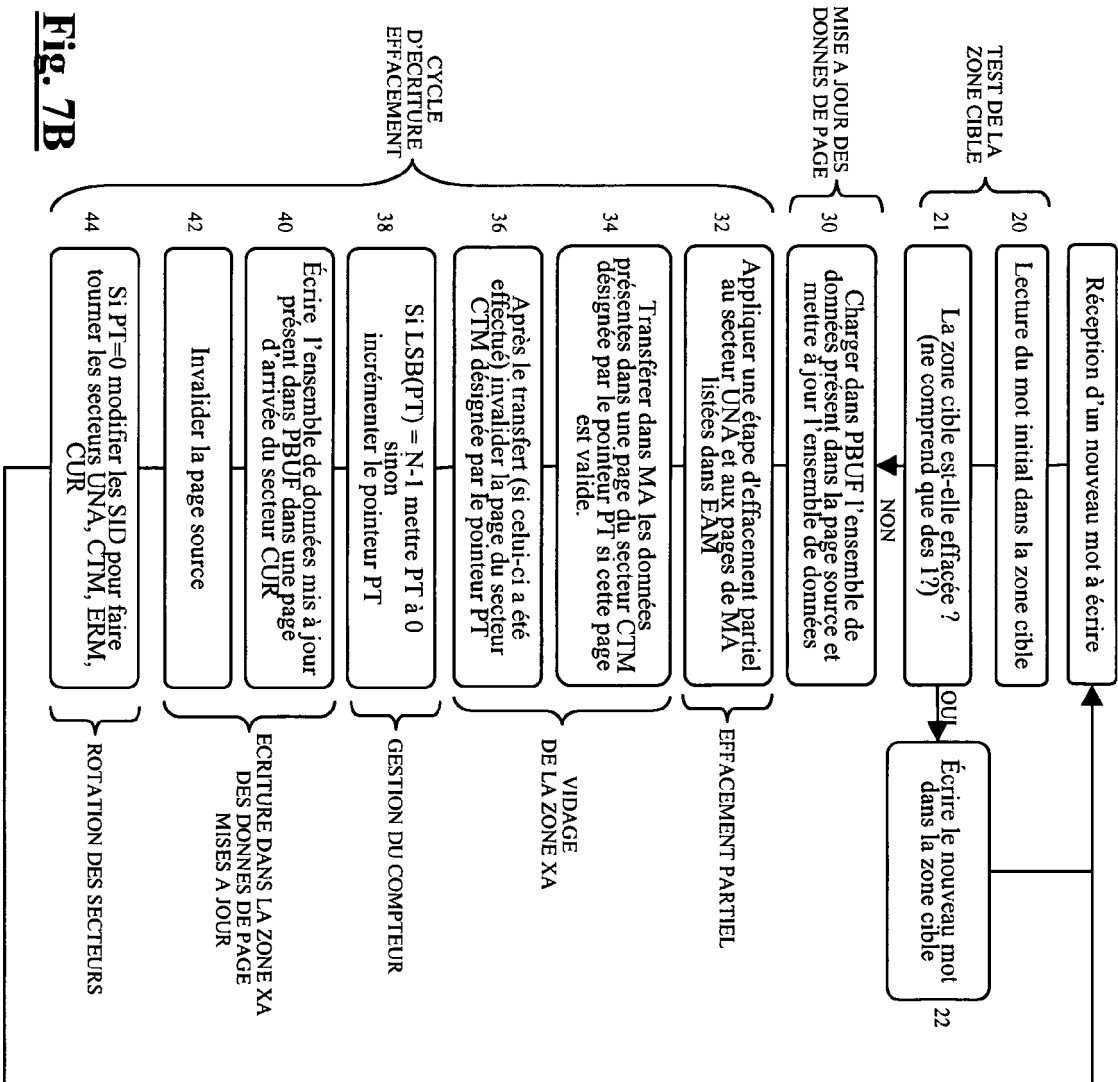 Réception d'un nouveau mot à écrire
TEST DE LA
ZONE CIBLE
20
Lecture du mot initial dans la zone cible
21
La zone cible est-elle effacée ?
(ne comprend que des 1?)
OUI
Écrire le nouveau mot
dans la zone cible
22
NON
MISE A JOUR DES
DONNES DE PAGE
30
Charger dans PBUF l'ensemble de
données présent dans la page source et
mettre à jour l'ensemble de données
CYCLE
D'ECRITURE
EFFACEMENT
32
Appliquer une étape d'effacement partiel
au secteur UNA et aux pages de MA
listées dans EAM
EFFACEMENT PARTIEL
34
Transférer dans MA les données
présentes dans une page du secteur CTM
désignée par le pointeur PT si cette page
est valide.
36
Après le transfert (si celui-ci a été
effectué) invalider la page du secteur
CTM désignée par le pointeur PT
VIDAGE
DE LA ZONE XA
38
Si LSB(PT) = N-1 mettre PT à 0
sinon
incrémenter le pointeur PT
GESTION DU COMPTEUR
40
Écrire l'ensemble de données mis à jour
présent dans PBUF dans une page
d'arrivée du secteur CUR
42
Invalider la page source
ECRITURE DANS LA ZONE XA
DES DONNES DE PAGE
MISES A JOUR
44
Si PT=0 modifier les SID pour faire
tourner les secteurs UNA, CTM, ERM,
CUR
ROTATION DES SECTEURS
Fig. 7B